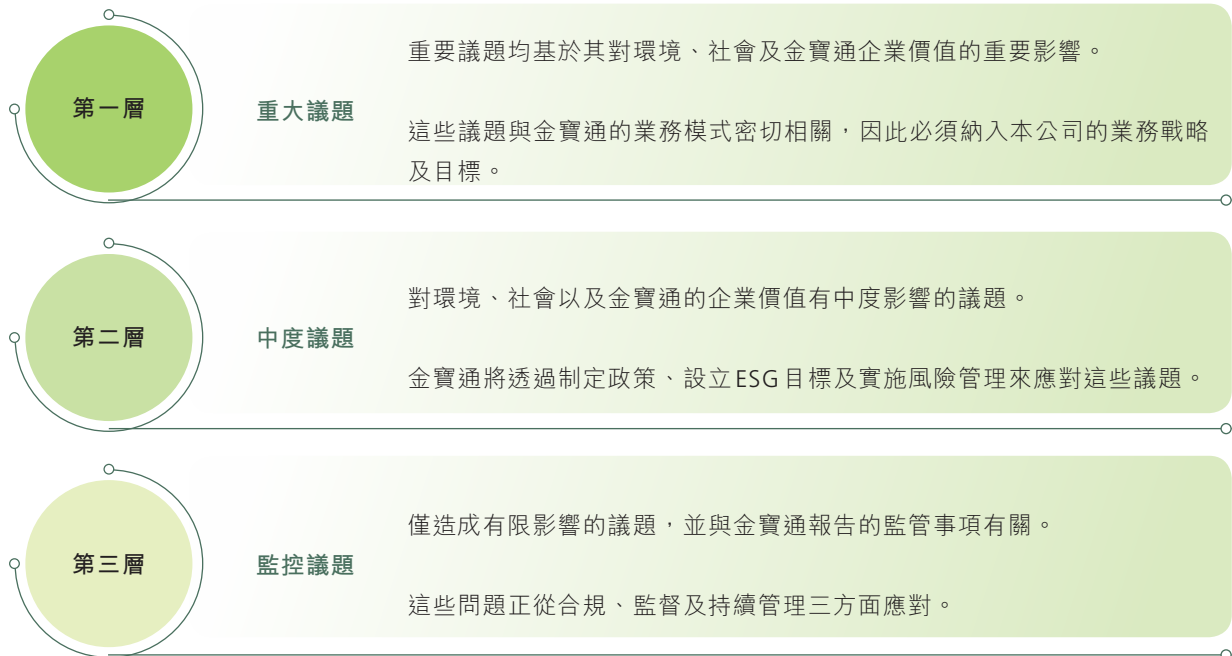 重要議題均基於其對環境、社會及金寶通企業價值的重要影響。
第一層
重大議題
這些議題與金寶通的業務模式密切相關，因此必須納入本公司的業務戰略
及目標。
對環境、社會以及金寶通的企業價值有中度影響的議題。
第二層
中度議題
金寶通將透過制定政策、設立ESG目標及實施風險管理來應對這些議題。
僅造成有限影響的議題，並與金寶通報告的監管事項有關。
第三層
監控議題
這些問題正從合規、監督及持續管理三方面應對。